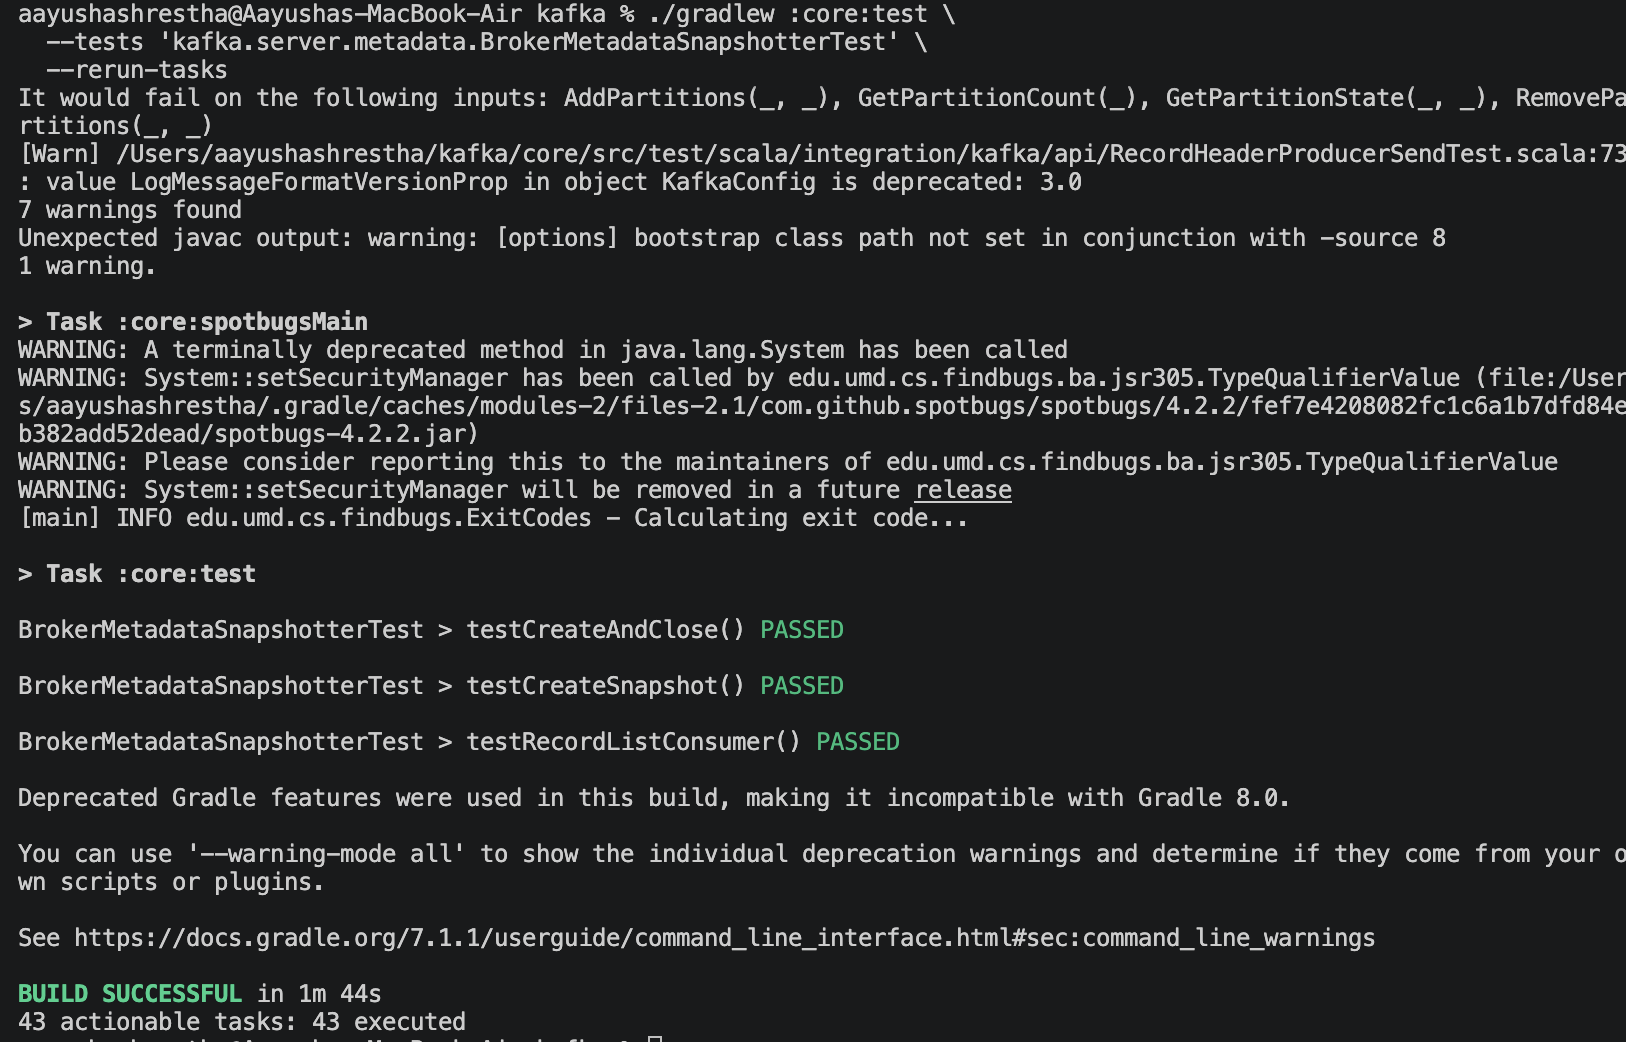 aayushashrestha@Aayushas-MacBook-Air kafka % ./gradlew :core:test \
  --tests 'kafka.server.metadata.BrokerMetadataSnapshotterTest' \
  --rerun-tasks
It would fail on the following inputs: AddPartitions(_, _), GetPartitionCount(_), GetPartitionState(_, _), RemovePa
rtitions(_, _)
[Warn] /Users/aayushashrestha/kafka/core/src/test/scala/integration/kafka/api/RecordHeaderProducerSendTest.scala:73
: value LogMessageFormatVersionProp in object KafkaConfig is deprecated: 3.0
7 warnings found
Unexpected javac output: warning: [options] bootstrap class path not set in conjunction with -source 8
1 warning.

> Task :core:spotbugsMain
WARNING: A terminally deprecated method in java.lang.System has been called
WARNING: System::setSecurityManager has been called by edu.umd.cs.findbugs.ba.jsr305.TypeQualifierValue (file:/User
s/aayushashrestha/.gradle/caches/modules-2/files-2.1/com.github.spotbugs/spotbugs/4.2.2/fef7e4208082fc1c6a1b7dfd84e
b382add52dead/spotbugs-4.2.2.jar)
WARNING: Please consider reporting this to the maintainers of edu.umd.cs.findbugs.ba.jsr305.TypeQualifierValue
WARNING: System::setSecurityManager will be removed in a future release
[main] INFO edu.umd.cs.findbugs.ExitCodes - Calculating exit code...

> Task :core:test

BrokerMetadataSnapshotterTest > testCreateAndClose() PASSED

BrokerMetadataSnapshotterTest > testCreateSnapshot() PASSED

BrokerMetadataSnapshotterTest > testRecordListConsumer() PASSED

Deprecated Gradle features were used in this build, making it incompatible with Gradle 8.0.

You can use '--warning-mode all' to show the individual deprecation warnings and determine if they come from your o
wn scripts or plugins.

See https://docs.gradle.org/7.1.1/userguide/command_line_interface.html#sec:command_line_warnings

BUILD SUCCESSFUL in 1m 44s
43 actionable tasks: 43 executed